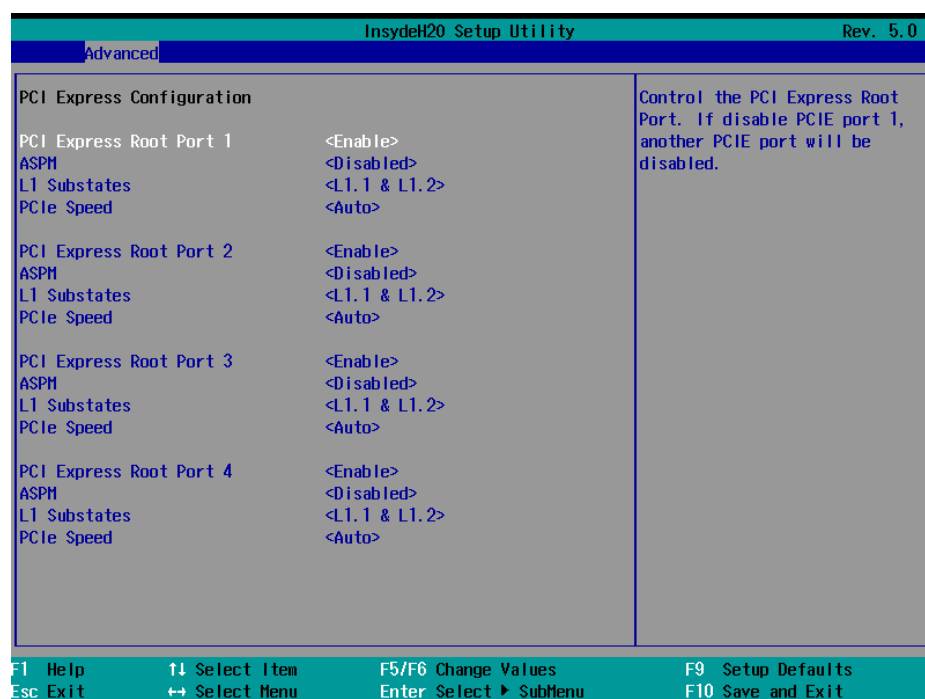 InsydeH20 Setup Utility Rev. 5.0
Advanced
PCI Express Configuration
PCI Express Root Port 1 <Enable>
ASPM <Disabled>
L1 Substates <L1.1 & L1.2>
PCIe Speed <Auto>
PCI Express Root Port 2 <Enable>
ASPM <Disabled>
L1 Substates <L1.1 & L1.2>
PCIe Speed <Auto>
PCI Express Root Port 3 <Enable>
ASPM <Disabled>
L1 Substates <L1.1 & L1.2>
PCIe Speed <Auto>
PCI Express Root Port 4 <Enable>
ASPM <Disabled>
L1 Substates <L1.1 & L1.2>
PCIe Speed <Auto>
Control the PCI Express Root
Port. If disable PCIE port 1,
another PCIE port will be
disabled.
F1 Help ↑↓ Select Item F5/F6 Change Values F9 Setup Defaults
Esc Exit ↔ Select Menu Enter Select ▶ SubMenu F10 Save and Exit